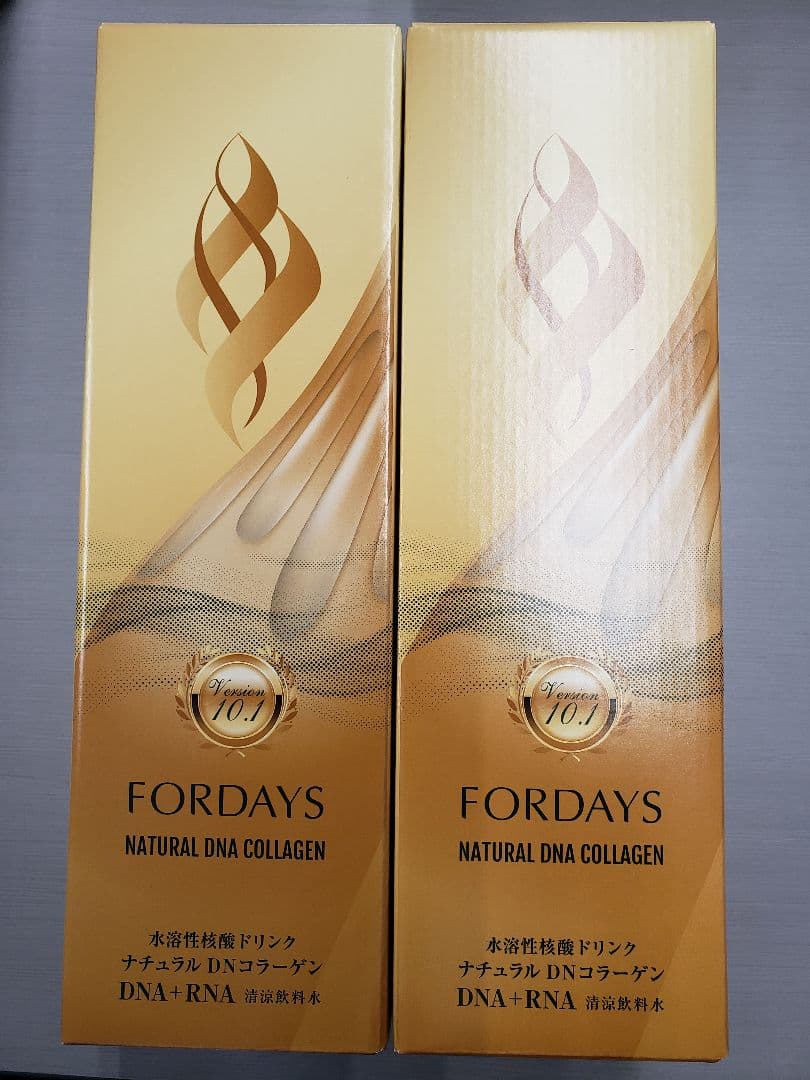 Version
10.1
FORDAYS
NATURAL DNA COLLAGEN
水溶性核酸ドリンク
ナチュラル DNコラーゲン
DNA+RNA 清涼飲料水
Version
10.1
FORDAYS
NATURAL DNA COLLAGEN
水溶性核酸ドリンク
ナチュラル DNコラーゲン
DNA+RNA 清涼飲料水